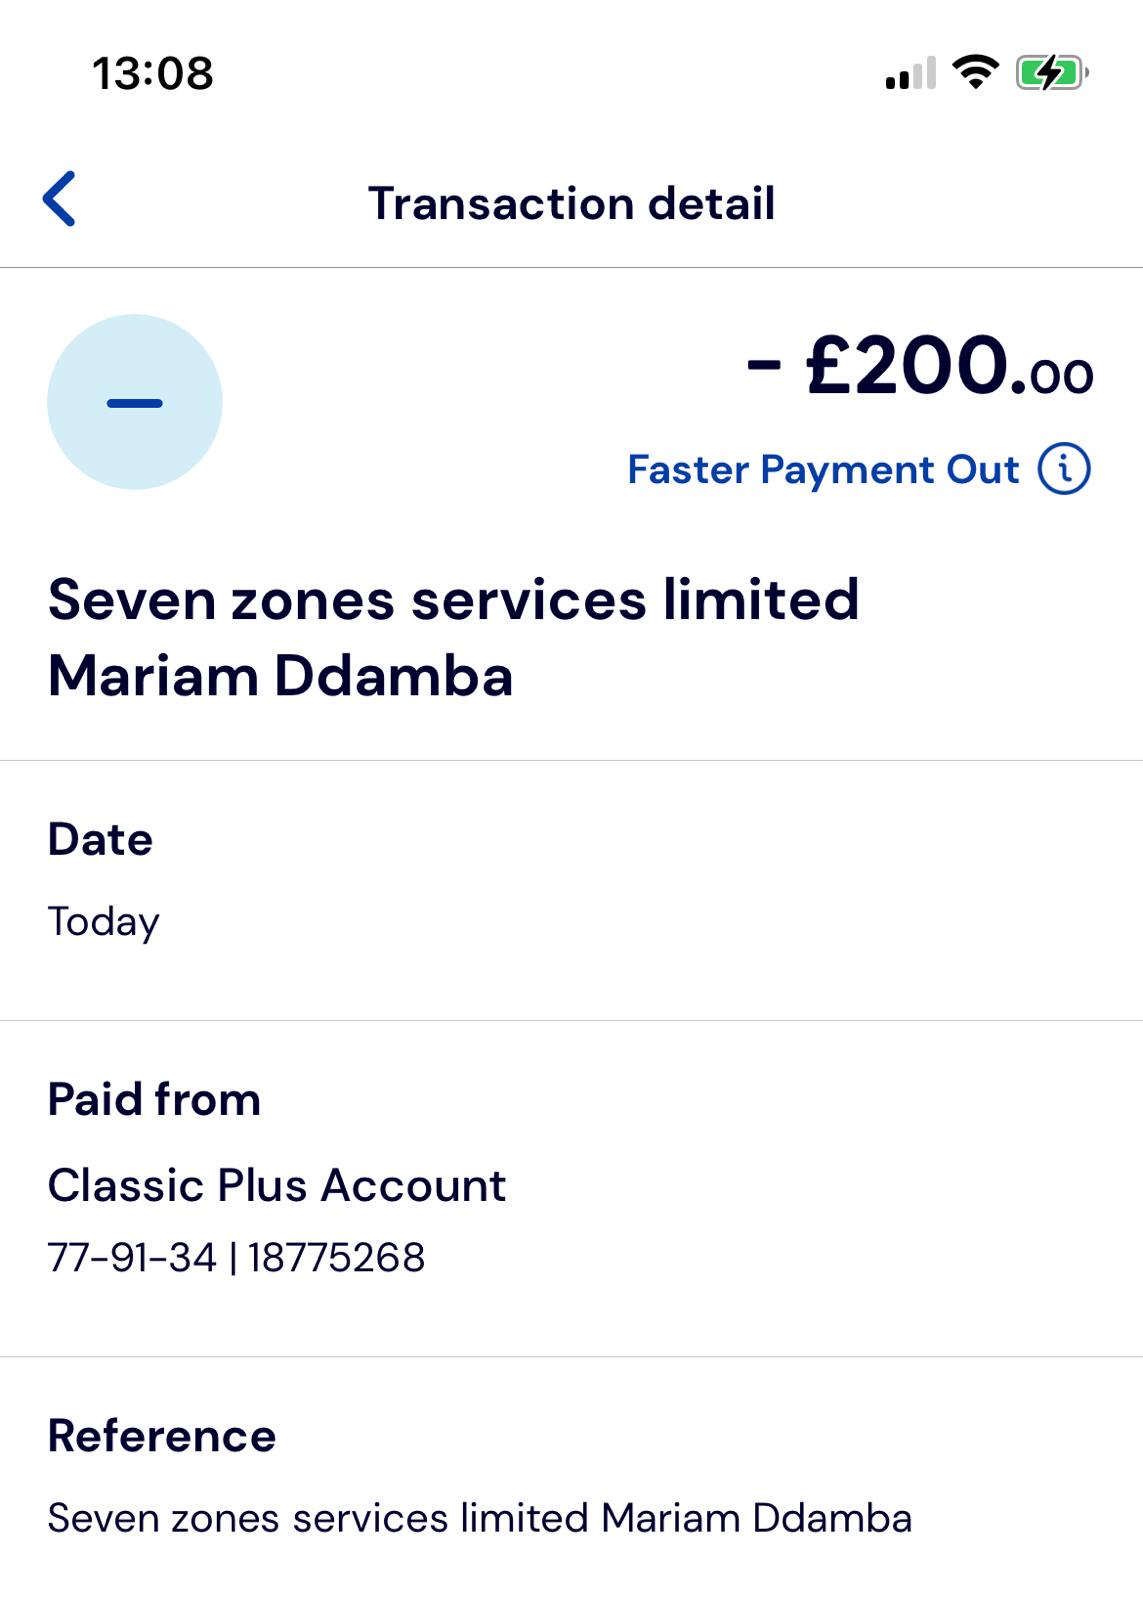 13:08
Transaction detail
- £200.00
Faster Payment Out
Seven zones services limited
Mariam Ddamba
Date
Today
Paid from
Classic Plus Account
77-91-34 | 18775268
Reference
Seven zones services limited Mariam Ddamba